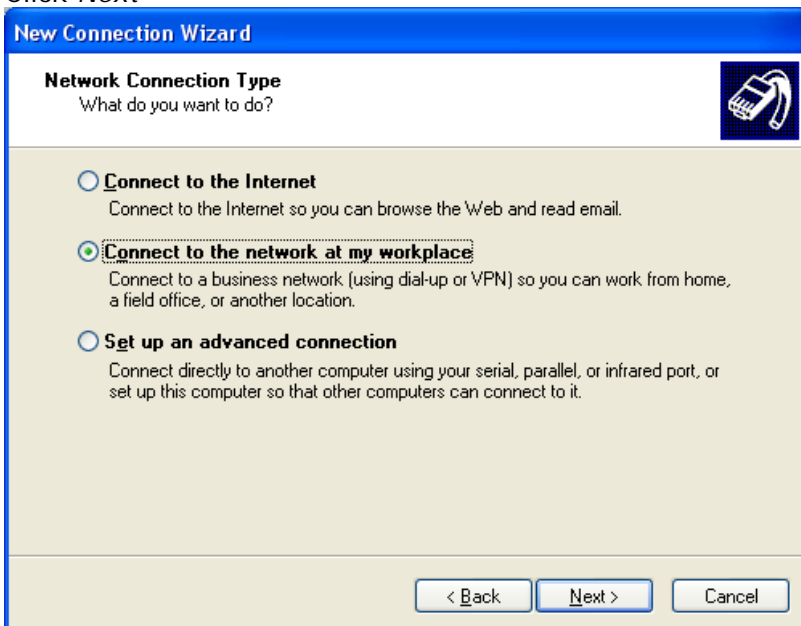 Click Next
New Connection Wizard
Network Connection Type
What do you want to do?
Connect to the Internet
Connect to the Internet so you can browse the Web and read email.
Connect to the network at my workplace
Connect to a business network (using dial-up or VPN) so you can work from home,
a field office, or another location.
Set up an advanced connection
Connect directly to another computer using your serial, parallel, or infrared port, or
set up this computer so that other computers can connect to it.
< Back Next > Cancel